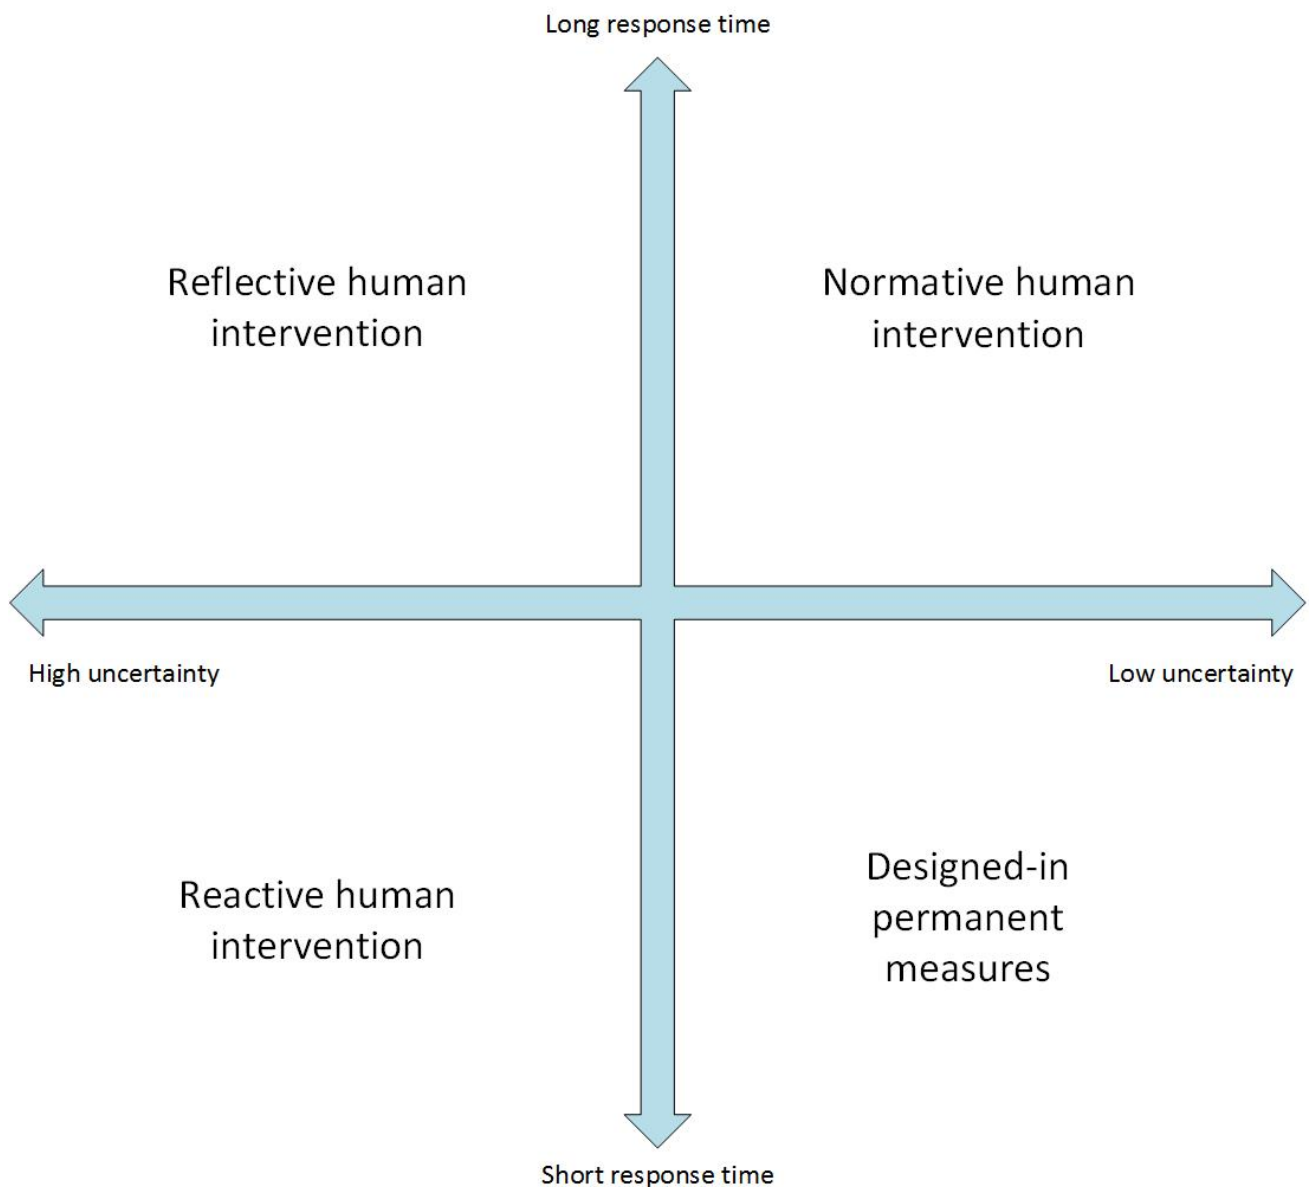 Long response time
Reflective human
intervention
Normative human
intervention
High uncertainty
Low uncertainty
Reactive human
intervention
Designed-in
permanent
measures
Short response time